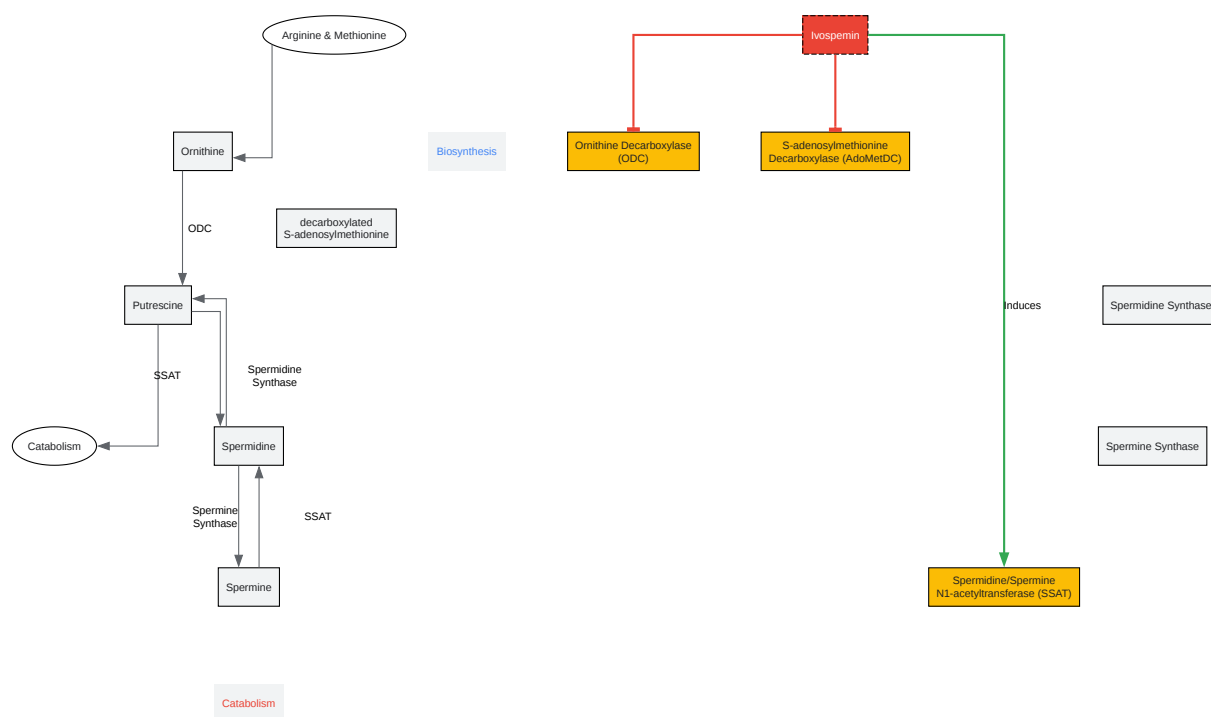 Arginine & Methionine
Ivospemin
Ornithine
Biosynthesis
Ornithine Decarboxylase
(ODC)
S-adenosylmethionine
Decarboxylase (AdoMetDC)
ODC
decarboxylated
S-adenosylmethionine
Putrescine
Induces
Spermidine Synthase
SSAT
Spermidine
Synthase
Catabolism
Spermidine
Spermine Synthase
Spermine
Synthase
SSAT
Spermine
Spermidine/Spermine
N1-acetyltransferase (SSAT)
Catabolism